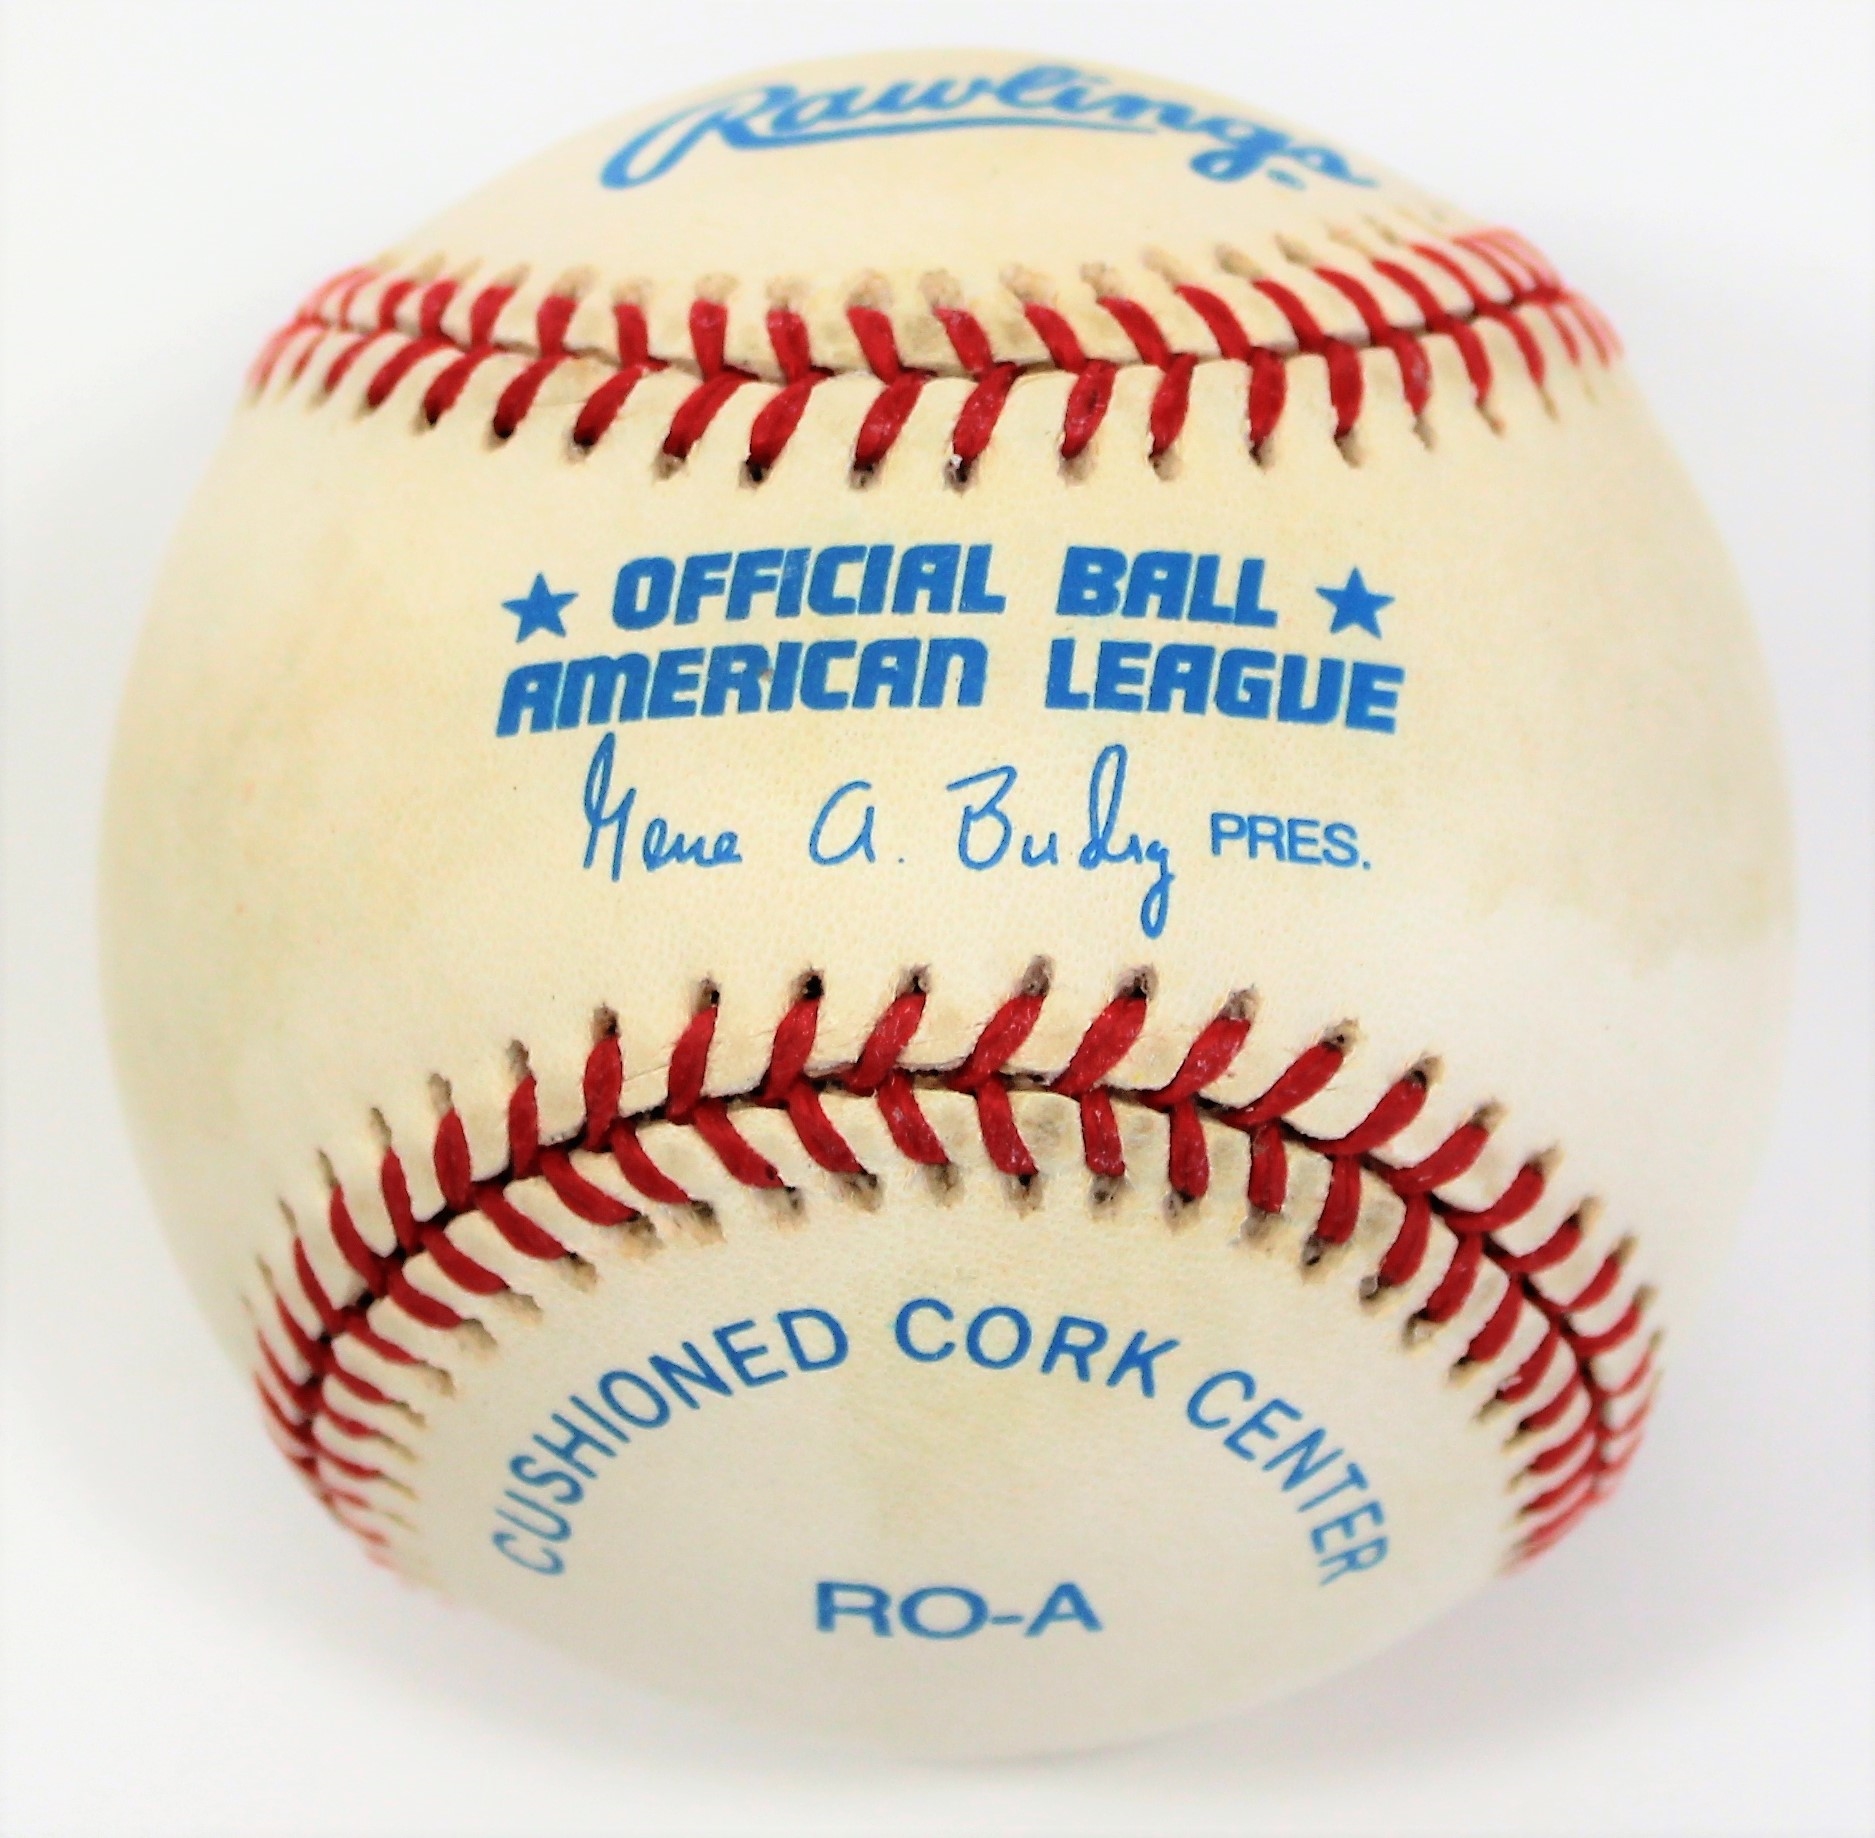 Rawlings®
★ OFFICIAL BALL ★
AMERICAN LEAGUE
Gene A. Budig PRES.
CUSHIONED CORK CENTER
RO-A